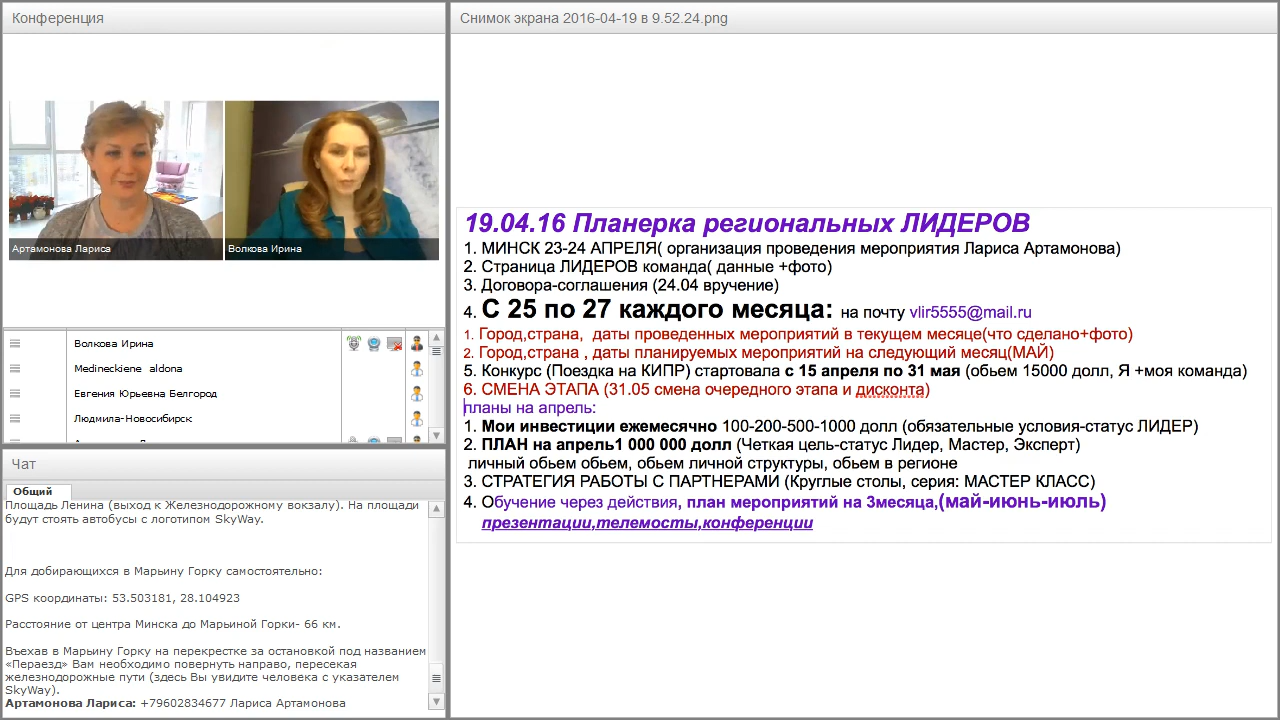 Конференция
Артамонова Лариса
Волкова Ирина
Волкова Ирина
Medineckiene aldona
Евгения Юрьевна Белгород
Людмила-Новосибирск
Чат
Общий
Площадь Ленина (выход к Железнодорожному вокзалу). На площади
будут стоять автобусы с логотипом SkyWay.
Для добирающихся в Марьину Горку самостоятельно:
GPS координаты: 53.503181, 28.104923
Расстояние от центра Минска до Марьиной Горки- 66 км.
Въехав в Марьину Горку на перекрестке за остановкой под названием
«Пераезд» Вам необходимо повернуть направо, пересекая
железнодорожные пути (здесь Вы увидите человека с указателем
SkyWay).
Артамонова Лариса: +79602834677 Лариса Артамонова
Снимок экрана 2016-04-19 в 9.52.24.png
19.04.16 Планерка региональных ЛИДЕРОВ
1. МИНСК 23-24 АПРЕЛЯ( организация проведения мероприятия Лариса Артамонова)
2. Страница ЛИДЕРОВ команда( данные +фото)
3. Договора-соглашения (24.04 вручение)
4. С 25 по 27 каждого месяца: на почту vlir5555@mail.ru
1. Город,страна, даты проведенных мероприятий в текущем месяце(что сделано+фото)
2. Город,страна , даты планируемых мероприятий на следующий месяц(МАЙ)
5. Конкурс (Поездка на КИПР) стартовала с 15 апреля по 31 мая (обьем 15000 долл, Я +моя команда)
6. СМЕНА ЭТАПА (31.05 смена очередного этапа и дисконта)
планы на апрель:
1. Мои инвестиции ежемесячно 100-200-500-1000 долл (обязательные условия-статус ЛИДЕР)
2. ПЛАН на апрель1 000 000 долл (Четкая цель-статус Лидер, Мастер, Эксперт)
личный обьем обьем, обьем личной структуры, обьем в регионе
3. СТРАТЕГИЯ РАБОТЫ С ПАРТНЕРАМИ (Круглые столы, серия: МАСТЕР КЛАСС)
4. Обучение через действия, план мероприятий на 3месяца,(май-июнь-июль)
презентации,телемосты,конференции